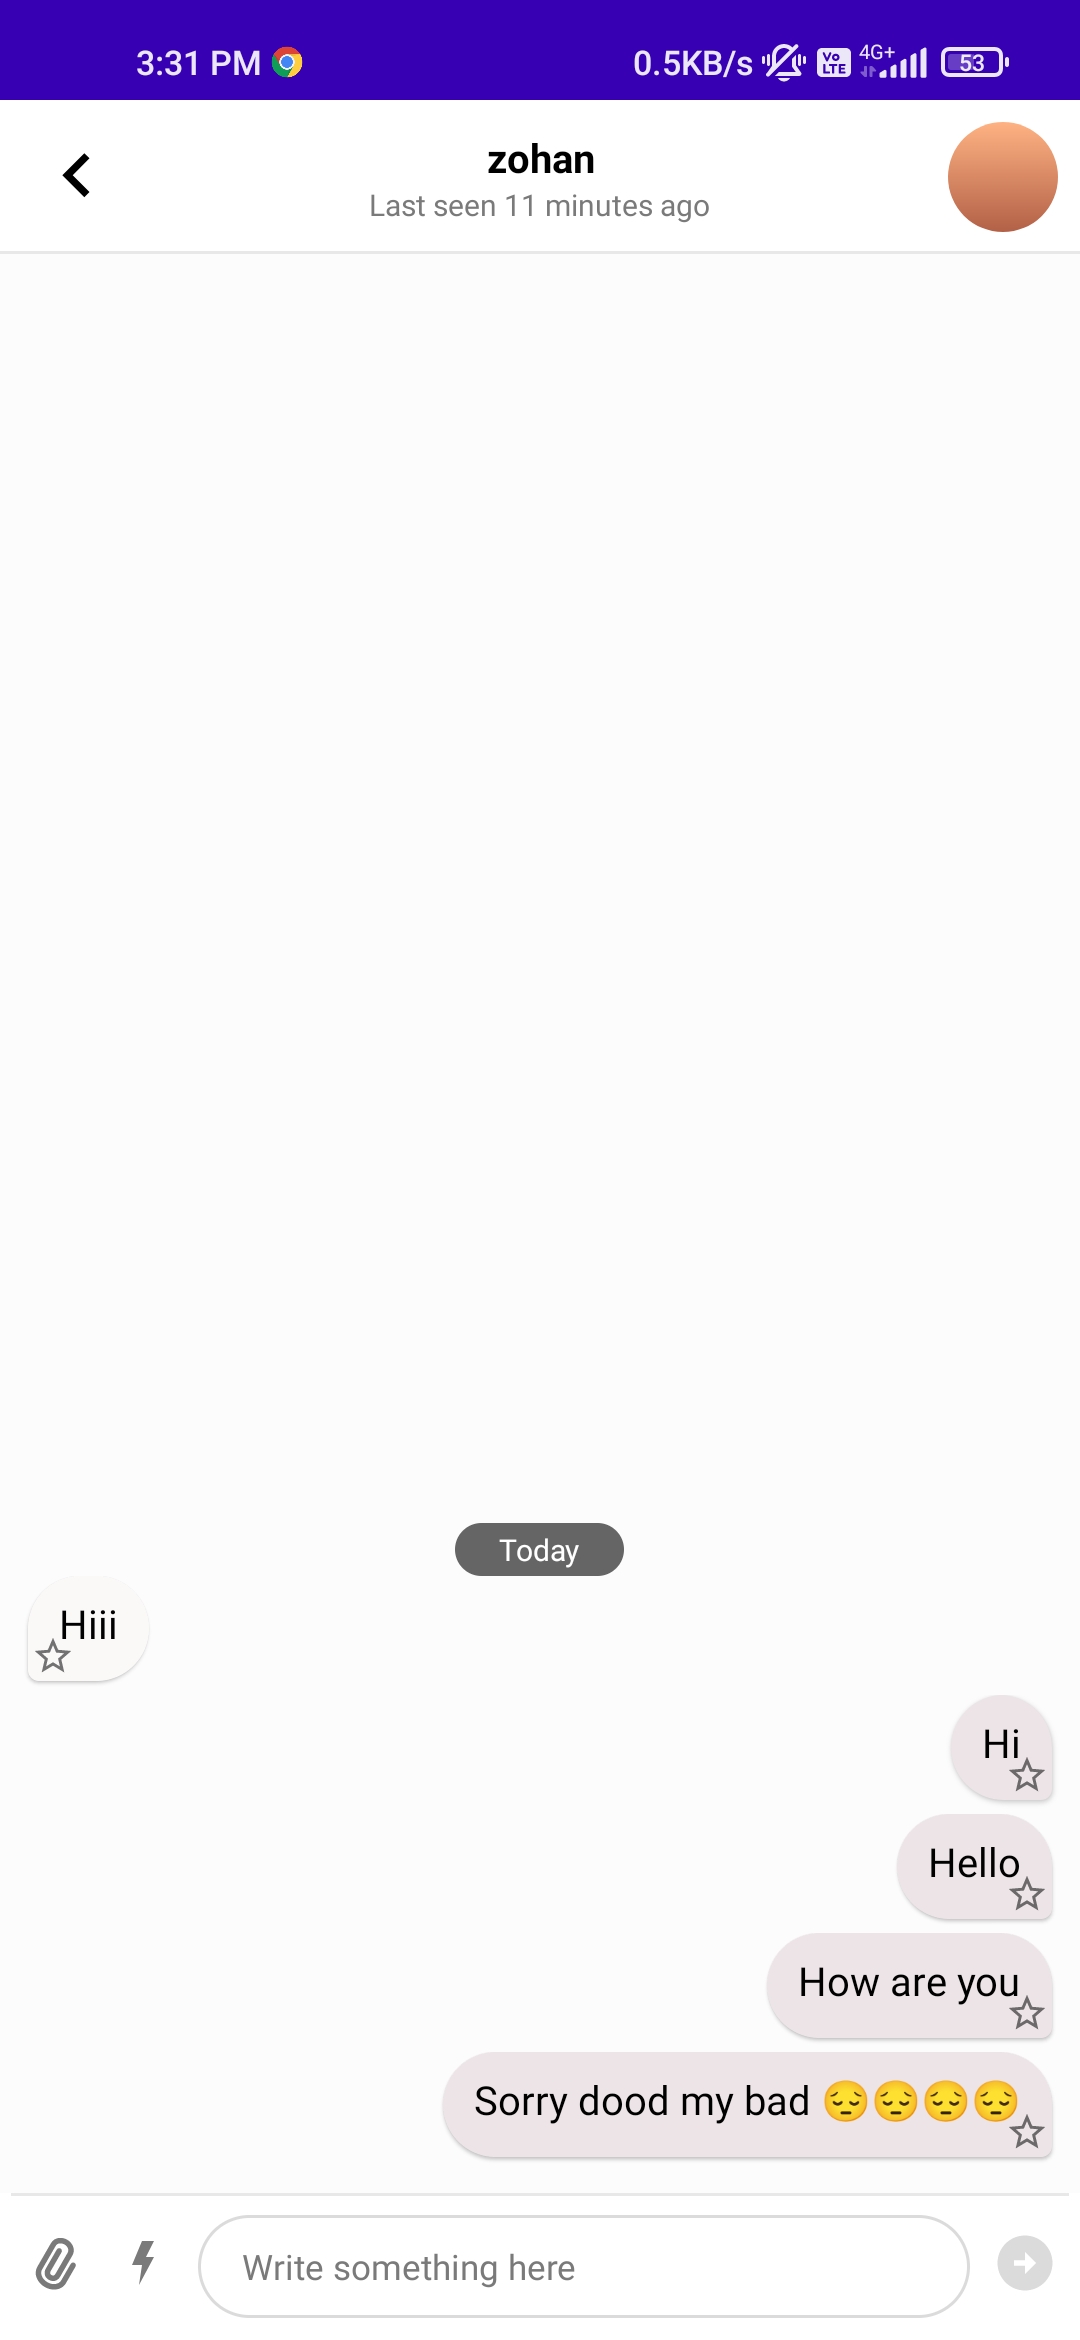 3:31 PM 0.5KB/s Vo LTE 4G+ 53
zohan
Last seen 11 minutes ago
Today
Hiii
Hi
Hello
How are you
Sorry dood my bad 😔😔😔😔
Write something here